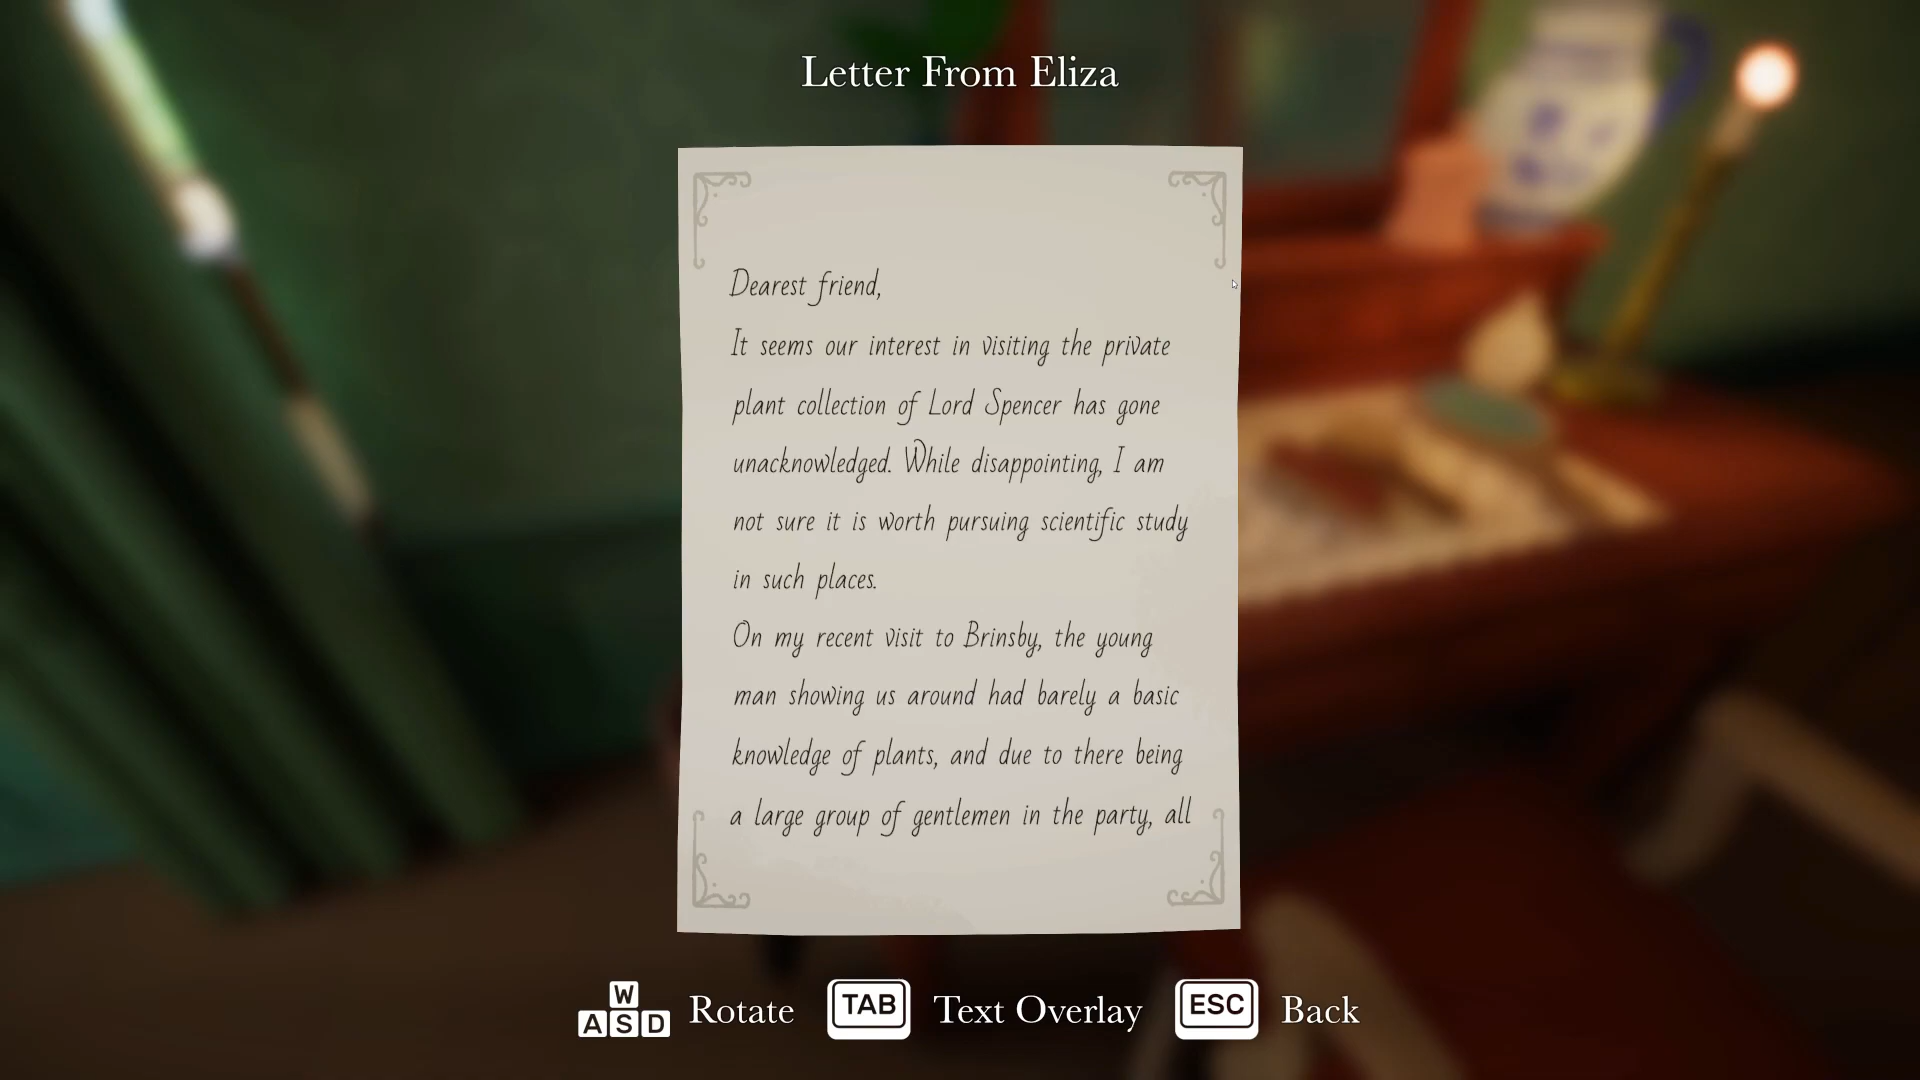 Letter From Eliza
Dearest friend,
It seems our interest in visiting the private
plant collection of Lord Spencer has gone
unacknowledged. While disappointing, I am
not sure it is worth pursuing scientific study
in such places.
On my recent visit to Brinsby, the young
man showing us around had barely a basic
knowledge of plants, and due to there being
a large group of gentlemen in the party, all
W
A S D Rotate TAB Text Overlay ESC Back